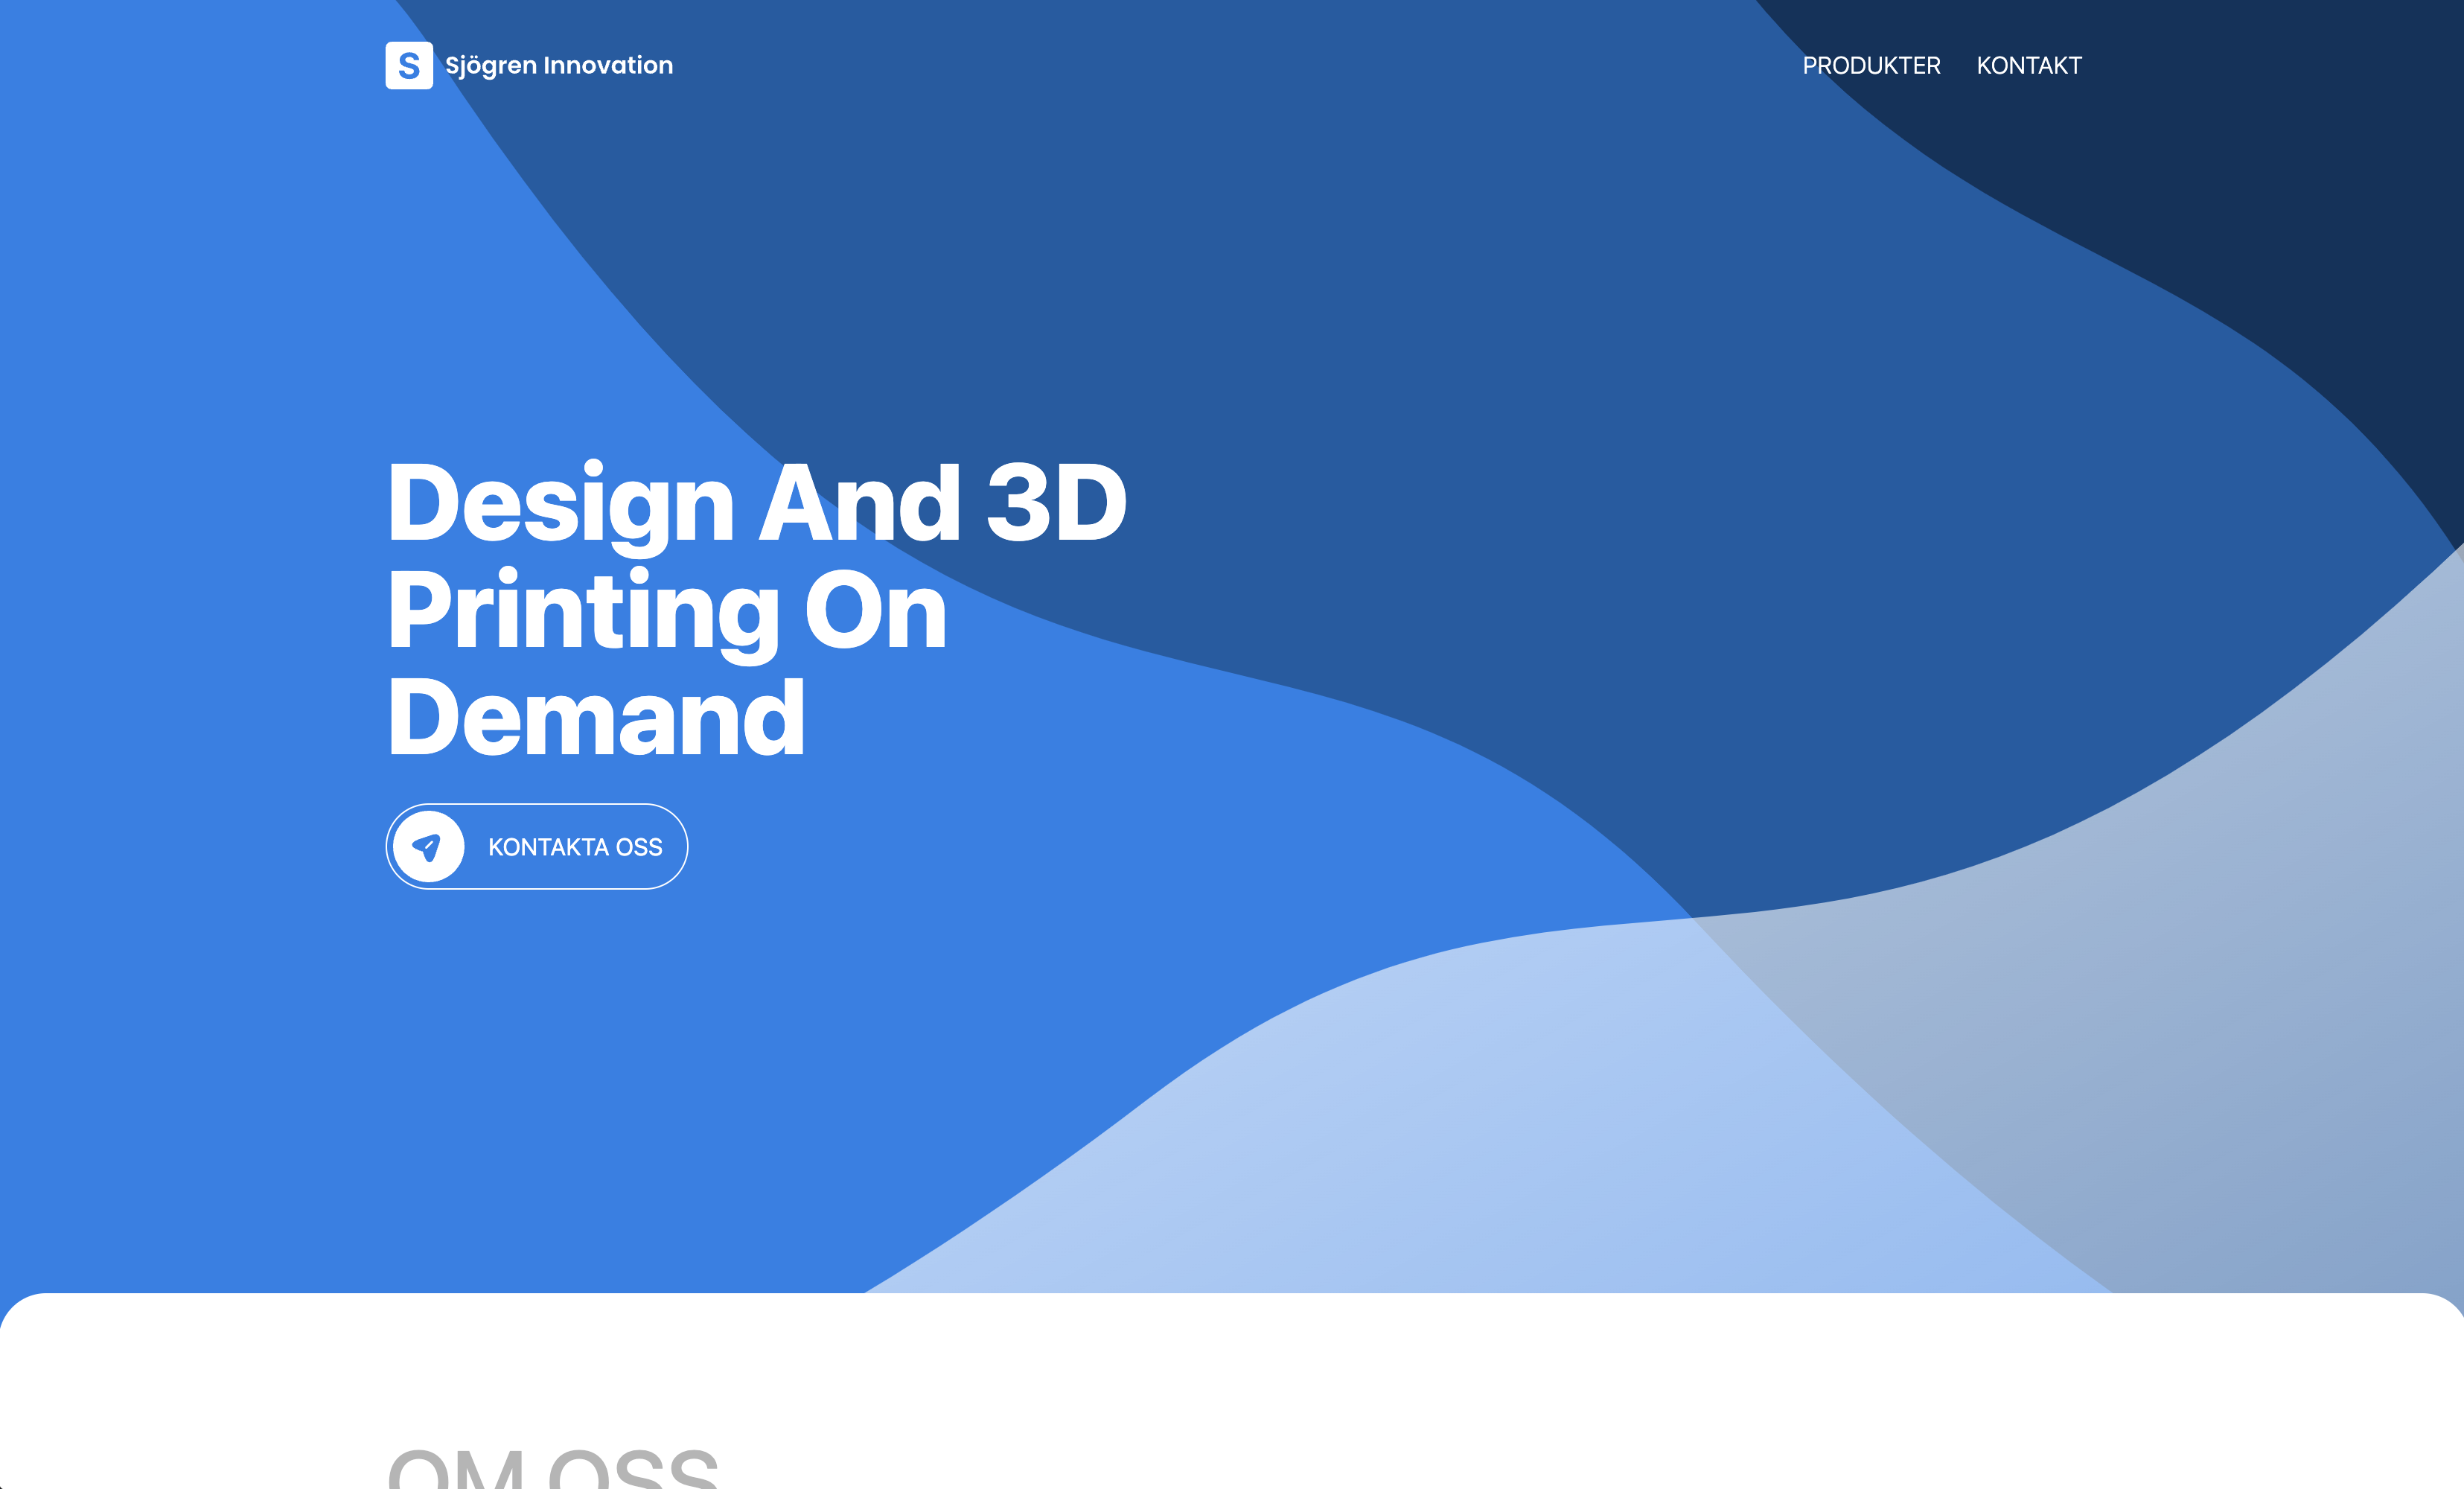 S
Sjögren Innovation
PRODUKTER
KONTAKT
Design And 3D
Printing On
Demand
KONTAKTA OSS
OM OSS